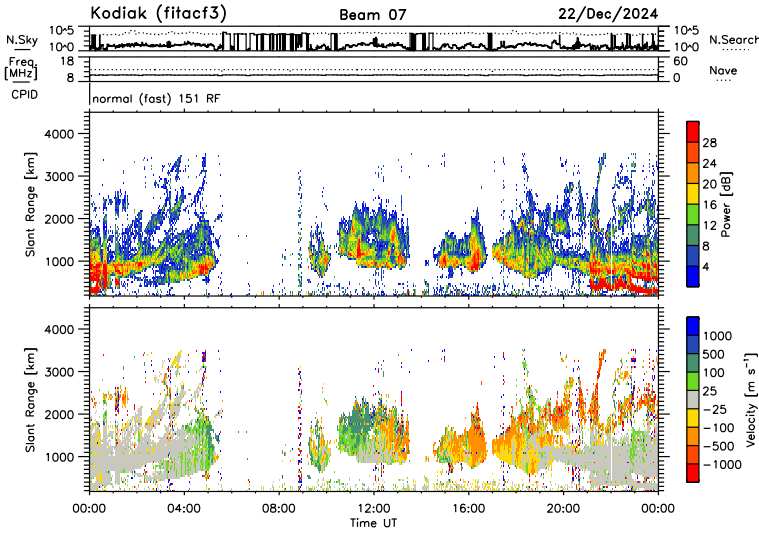 Kodiak (fitacf3) Beam 07 22/Dec/2024
N.Sky 10^5 10^0 10^5 10^0 N.Search
Freq. [MHz] 18 8 60 0 Nave
CPID normal (fast) 151 RF
Slant Range [km] 4000 3000 2000 1000
28 24 20 16 12 8 4 Power [dB]
Slant Range [km] 4000 3000 2000 1000
1000 500 100 25 −25 −100 −500 −1000 Velocity [m s⁻¹]
00:00 04:00 08:00 12:00 16:00 20:00 00:00
Time UT